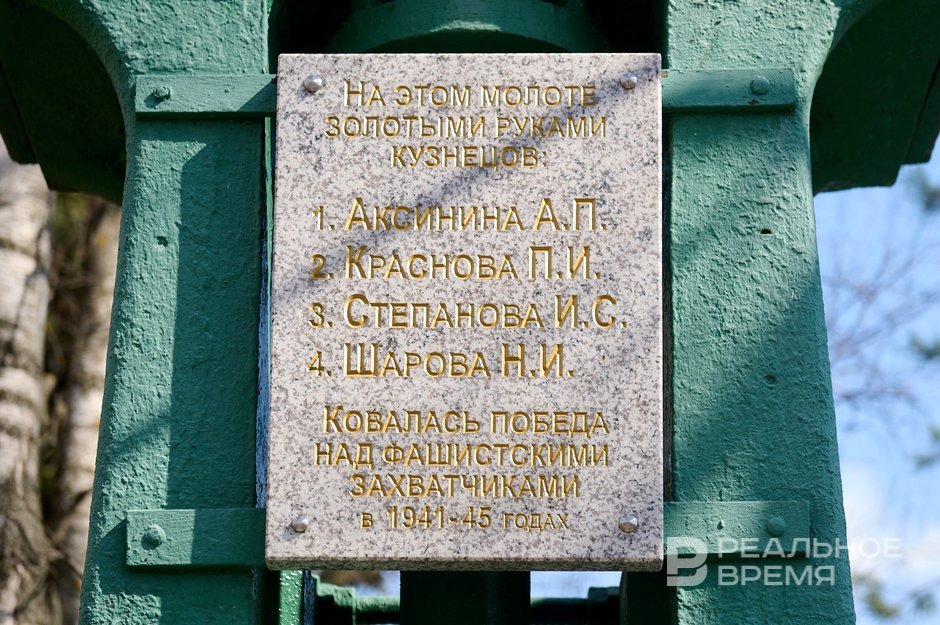 На этом молоте
золотыми руками
кузнецов:
1. Аксинина А.П.
2. Краснова П.И.
3. Степанова И.С.
4. Шарова Н.И.
Ковалась победа
над фашистскими
захватчиками
в 1941-45 годах
РВ РЕАЛЬНОЕ
ВРЕМЯ